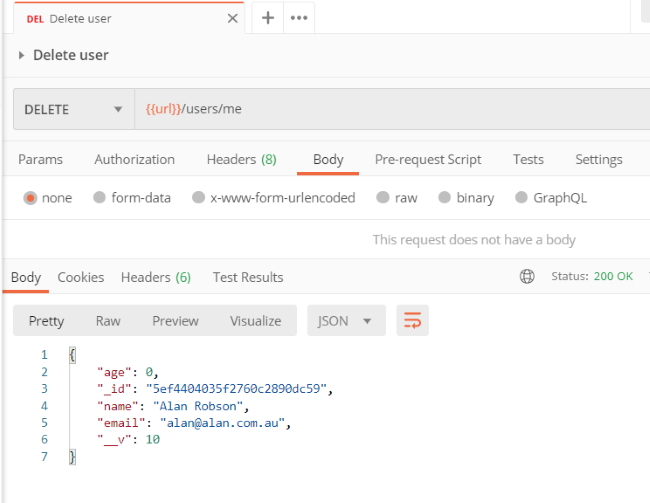 DEL Delete user
Delete user
DELETE {{url}}/users/me
Params Authorization Headers (8) Body Pre-request Script Tests Settings
none form-data x-www-form-urlencoded raw binary GraphQL
This request does not have a body
Body Cookies Headers (6) Test Results Status: 200 OK
Pretty Raw Preview Visualize JSON
1 {
2 "age": 0,
3 "_id": "5ef4404035f2760c2890dc59",
4 "name": "Alan Robson",
5 "email": "alan@alan.com.au",
6 "__v": 10
7 }